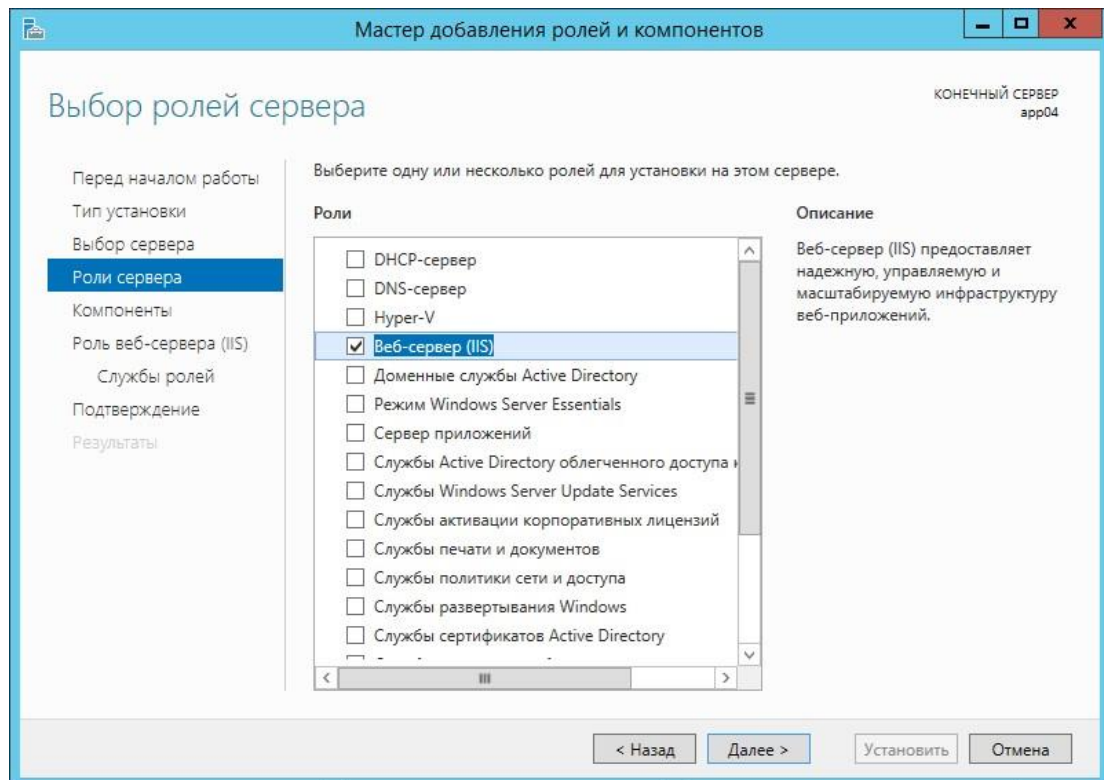 Мастер добавления ролей и компонентов
Выбор ролей сервера
КОНЕЧНЫЙ СЕРВЕР
app04
Перед началом работы
Тип установки
Выбор сервера
Роли сервера
Компоненты
Роль веб-сервера (IIS)
Службы ролей
Подтверждение
Результаты
Выберите одну или несколько ролей для установки на этом сервере.
Роли
DHCP-сервер
DNS-сервер
Hyper-V
Веб-сервер (IIS)
Доменные службы Active Directory
Режим Windows Server Essentials
Сервер приложений
Службы Active Directory облегченного доступа
Службы Windows Server Update Services
Службы активации корпоративных лицензий
Службы печати и документов
Службы политики сети и доступа
Службы развертывания Windows
Службы сертификатов Active Directory
Описание
Веб-сервер (IIS) предоставляет
надежную, управляемую и
масштабируемую инфраструктуру
веб-приложений.
< Назад
Далее >
Установить
Отмена